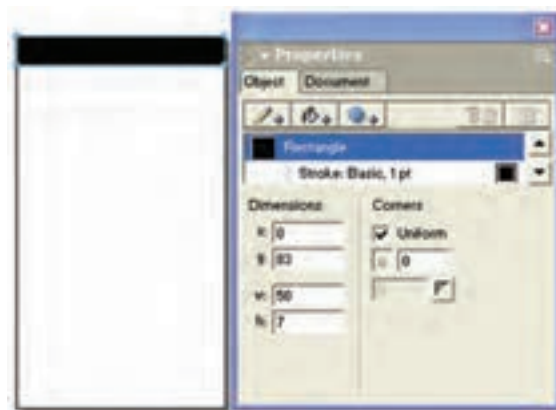 Properties
Object Document
Rectangle
Stroke: Basic, 1 pt
Dimensions Corners
x: 0 Uniform
y: 83 0
w: 50
h: 7